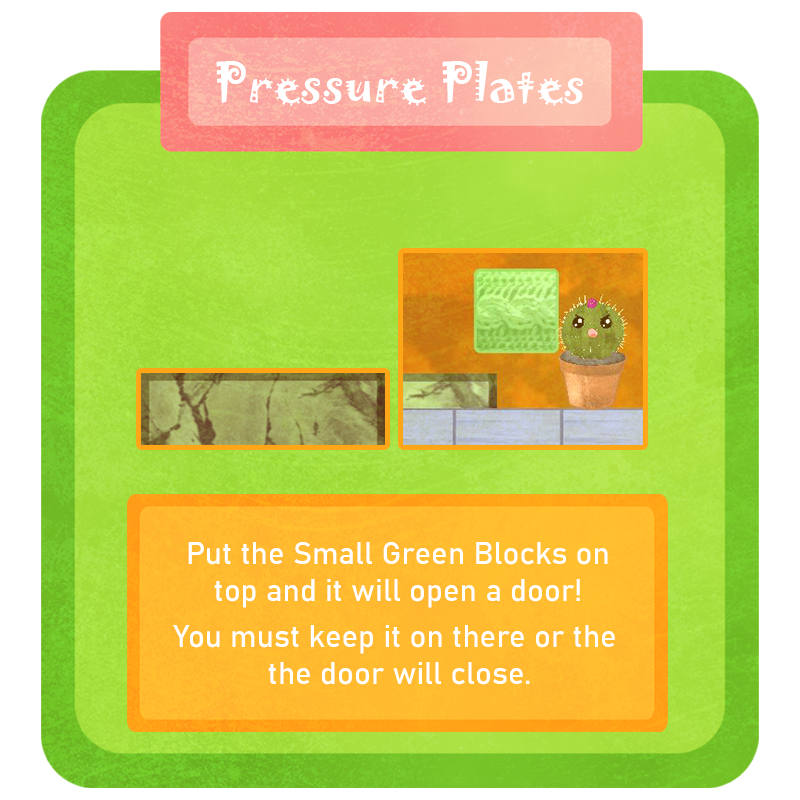 Pressure Plates
Put the Small Green Blocks on
top and it will open a door!
You must keep it on there or the
the door will close.